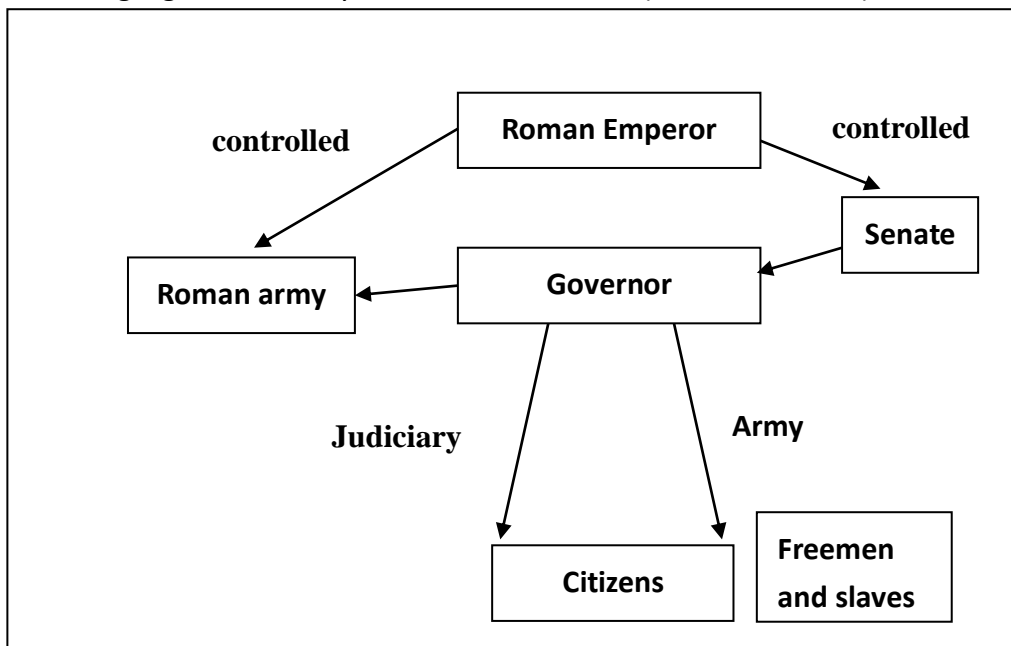 Roman Emperor
controlled
controlled
Senate
Roman army
Governor
Judiciary
Army
Citizens
Freemen
and slaves